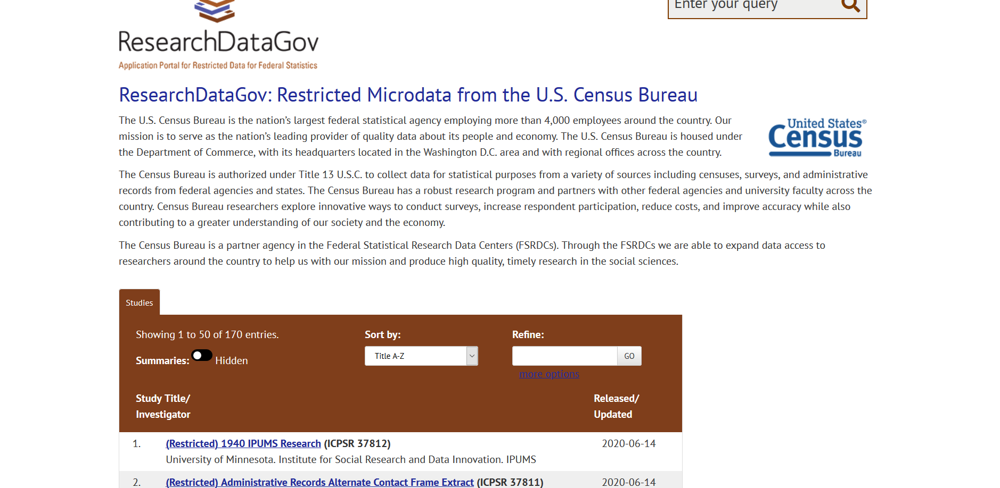 Enter your query
ResearchDataGov
Application Portal for Restricted Data for Federal Statistics
ResearchDataGov: Restricted Microdata from the U.S. Census Bureau
The U.S. Census Bureau is the nation’s largest federal statistical agency employing more than 4,000 employees around the country. Our
mission is to serve as the nation’s leading provider of quality data about its people and economy. The U.S. Census Bureau is housed under
the Department of Commerce, with its headquarters located in the Washington D.C. area and with regional offices across the country.
United States®
Census
Bureau
The Census Bureau is authorized under Title 13 U.S.C. to collect data for statistical purposes from a variety of sources including censuses, surveys, and administrative
records from federal agencies and states. The Census Bureau has a robust research program and partners with other federal agencies and university faculty across the
country. Census Bureau researchers explore innovative ways to conduct surveys, increase respondent participation, reduce costs, and improve accuracy while also
contributing to a greater understanding of our society and the economy.
The Census Bureau is a partner agency in the Federal Statistical Research Data Centers (FSRDCs). Through the FSRDCs we are able to expand data access to
researchers around the country to help us with our mission and produce high quality, timely research in the social sciences.
Studies
Showing 1 to 50 of 170 entries.
Summaries: Hidden
Sort by:
Title A-Z
Refine:
GO
more options
Study Title/
Investigator
Released/
Updated
1. (Restricted) 1940 IPUMS Research (ICPSR 37812) 2020-06-14
University of Minnesota. Institute for Social Research and Data Innovation. IPUMS
2. (Restricted) Administrative Records Alternate Contact Frame Extract (ICPSR 37811) 2020-06-14